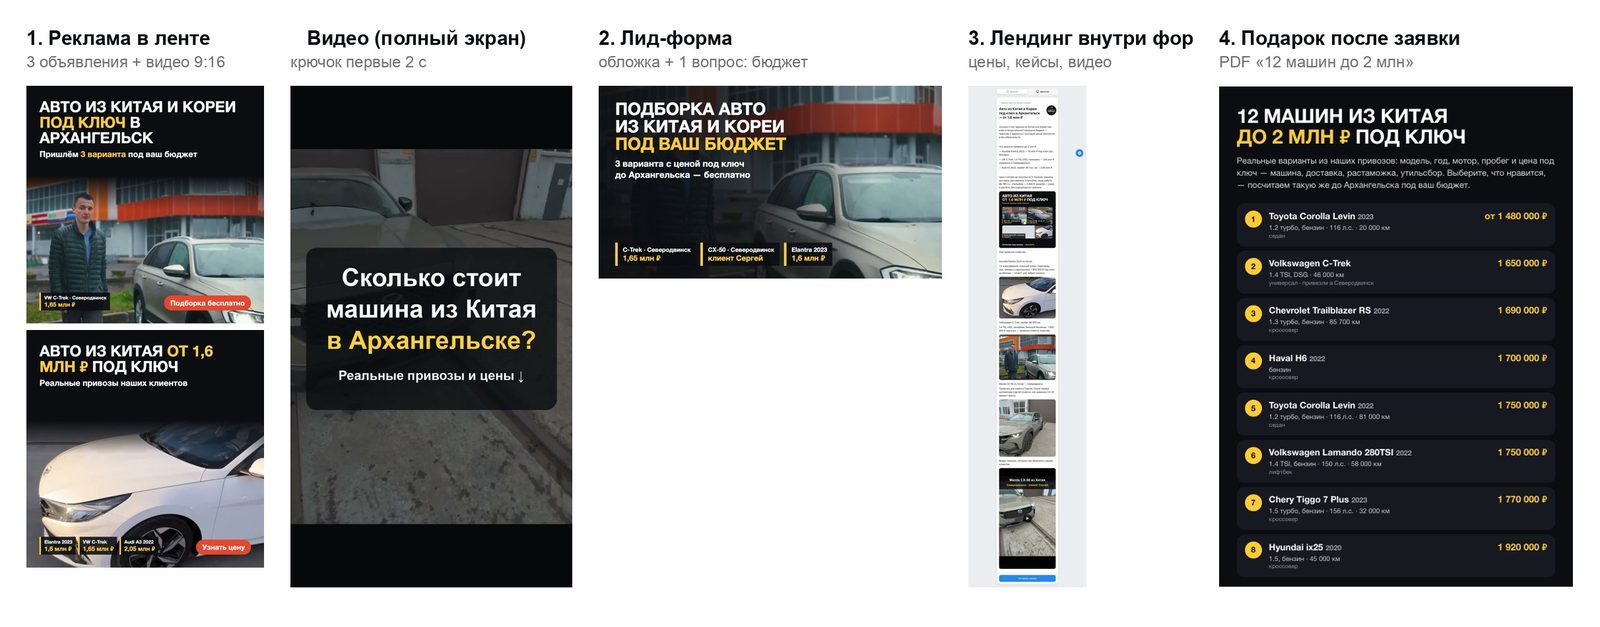 1. Реклама в ленте
3 объявления + видео 9:16
АВТО ИЗ КИТАЯ И КОРЕИ
ПОД КЛЮЧ В
АРХАНГЕЛЬСК
Пришлём 3 варианта под ваш бюджет
VW C-Trek · Северодвинск
1,65 млн ₽
Подборка бесплатно
АВТО ИЗ КИТАЯ ОТ 1,6
МЛН ₽ ПОД КЛЮЧ
Реальные привозы наших клиентов
Elantra 2023
1,6 млн ₽
VW C-Trek
1,65 млн ₽
Audi A3 2022
2,05 млн ₽
Узнать цену
Видео (полный экран)
крючок первые 2 с
Сколько стоит
машина из Китая
в Архангельске?
Реальные привозы и цены ↓
2. Лид-форма
обложка + 1 вопрос: бюджет
ПОДБОРКА АВТО
ИЗ КИТАЯ И КОРЕИ
ПОД ВАШ БЮДЖЕТ
3 варианта с ценой под ключ
до Архангельска — бесплатно
C-Trek · Северодвинск
1,65 млн ₽
CX-50 · Северодвинск
клиент Сергей
Elantra 2023
1,6 млн ₽
3. Лендинг внутри фор
цены, кейсы, видео
4. Подарок после заявки
PDF «12 машин до 2 млн»
12 МАШИН ИЗ КИТАЯ
ДО 2 МЛН ₽ ПОД КЛЮЧ
Реальные варианты из наших привозов: модель, год, мотор, пробег и цена под
ключ — машина, доставка, растаможка, утильсбор. Выберите, что нравится,
— посчитаем такую же до Архангельска под ваш бюджет.
1 Toyota Corolla Levin 2023 от 1 480 000 ₽
1.2 турбо, бензин · 116 л.с. · 20 000 км
седан
2 Volkswagen C-Trek 1 650 000 ₽
1.4 TSI, DSG · 46 000 км
универсал · привезли в Северодвинск
3 Chevrolet Trailblazer RS 2022 1 690 000 ₽
1.3 турбо, бензин · 85 700 км
кроссовер
4 Haval H6 2022 1 700 000 ₽
бензин
кроссовер
5 Toyota Corolla Levin 2022 1 750 000 ₽
1.2 турбо, бензин · 116 л.с. · 81 000 км
седан
6 Volkswagen Lamando 280TSI 2022 1 750 000 ₽
1.4 TSI, бензин · 150 л.с. · 58 000 км
лифтбек
7 Chery Tiggo 7 Plus 2023 1 770 000 ₽
1.5 турбо, бензин · 156 л.с. · 32 000 км
кроссовер
8 Hyundai ix25 2020 1 920 000 ₽
1.5, бензин · 45 000 км
кроссовер